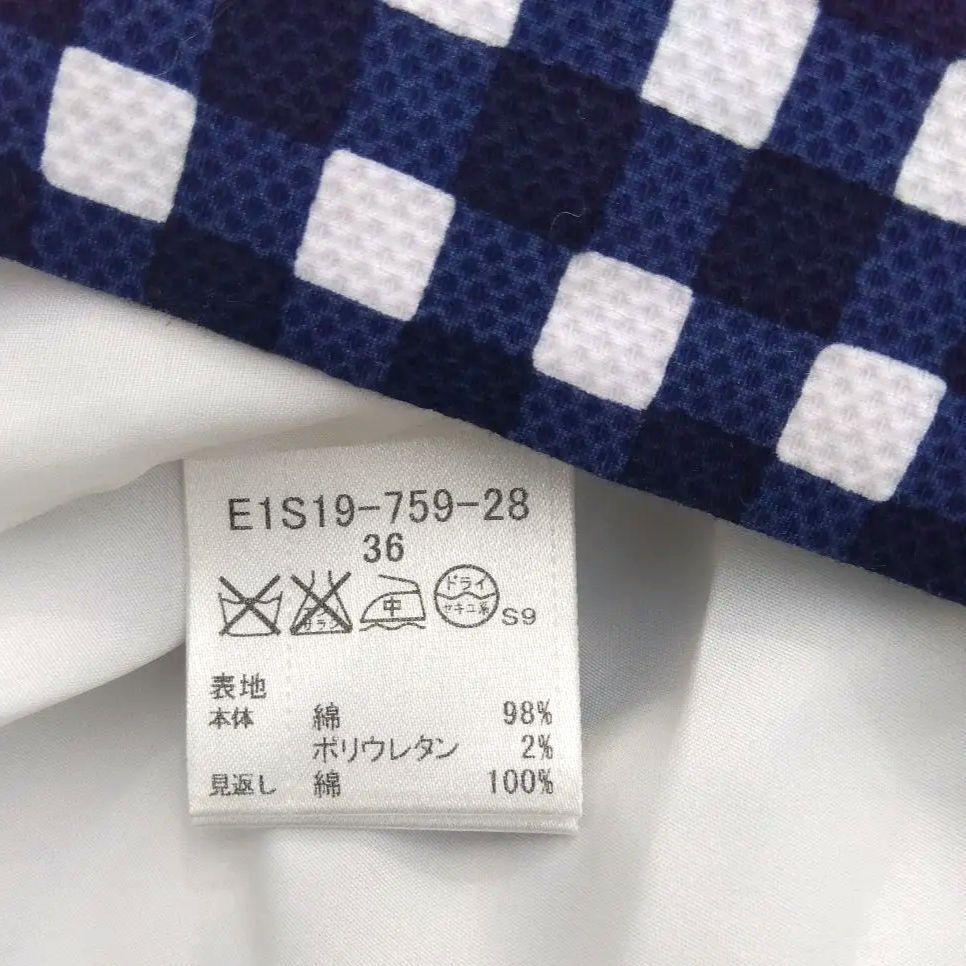 E1S19-759-28
36
中 ドライ
セキユ系 S9
表地
本体 綿 98%
ポリウレタン 2%
見返し 綿 100%